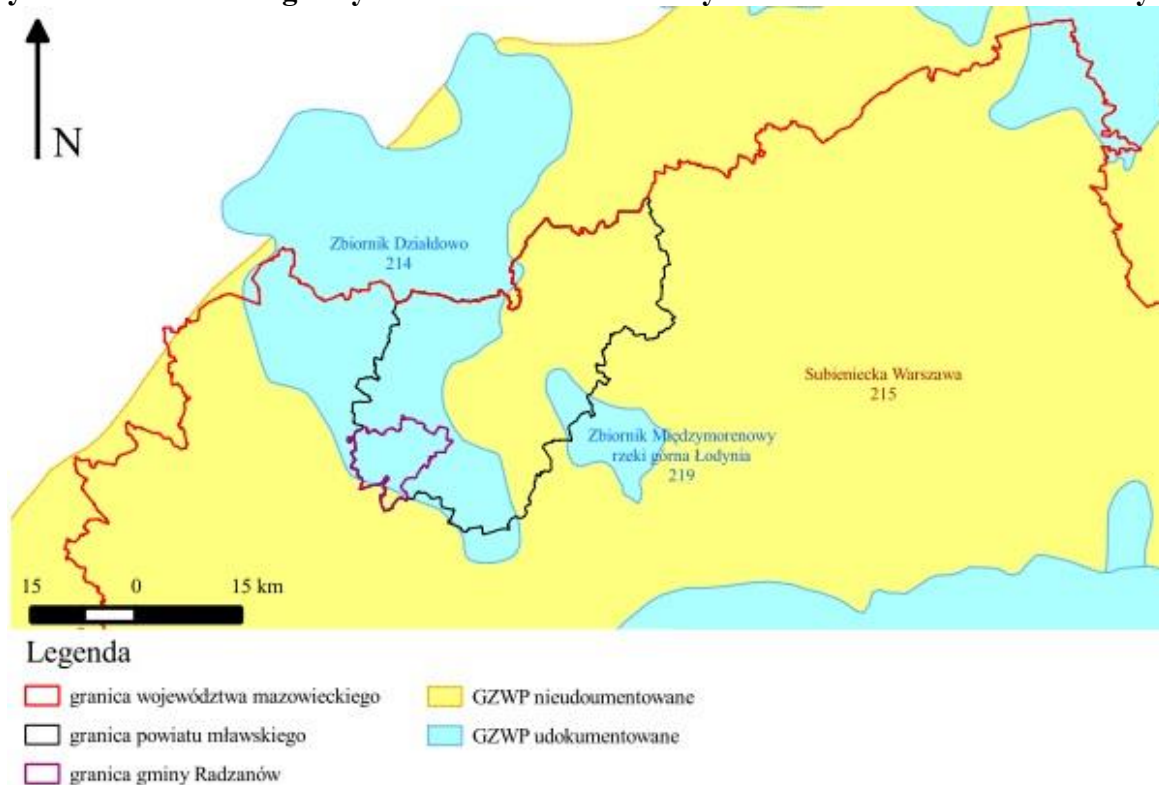 N
Zbiornik Działdowo
214
Subieniecka Warszawa
215
Zbiornik Międzymorenowy
rzeki górna Łodynia
219
15 0 15 km
Legenda
granica województwa mazowieckiego
GZWP nieudoumentowane
granica powiatu mławskiego
GZWP udokumentowane
granica gminy Radzanów